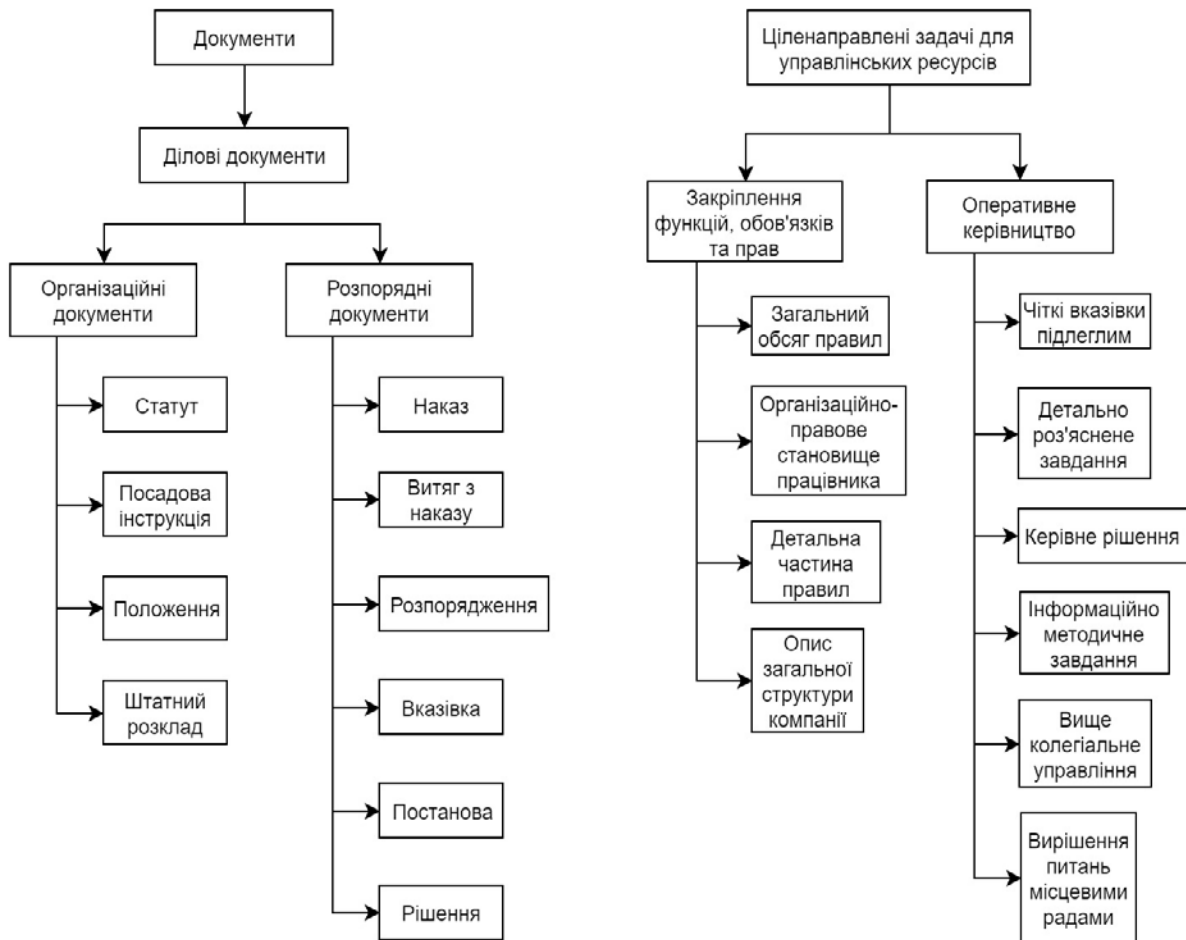 Документи
Ділові документи
Організаційні
документи
Статут
Посадова
інструкція
Положення
Штатний
розклад
Розпорядні
документи
Наказ
Витяг з
наказу
Розпорядження
Вказівка
Постанова
Рішення
Ціленаправлені задачі для
управлінських ресурсів
Закріплення
функцій, обов'язків
та прав
Загальний
обсяг правил
Організаційно-
правове
становище
працівника
Детальна
частина
правил
Опис
загальної
структури
компанії
Оперативне
керівництво
Чіткі вказівки
підлеглим
Детально
роз'яснене
завдання
Керівне рішення
Інформаційно
методичне
завдання
Вище
колегіальне
управління
Вирішення
питань
місцевими
радами